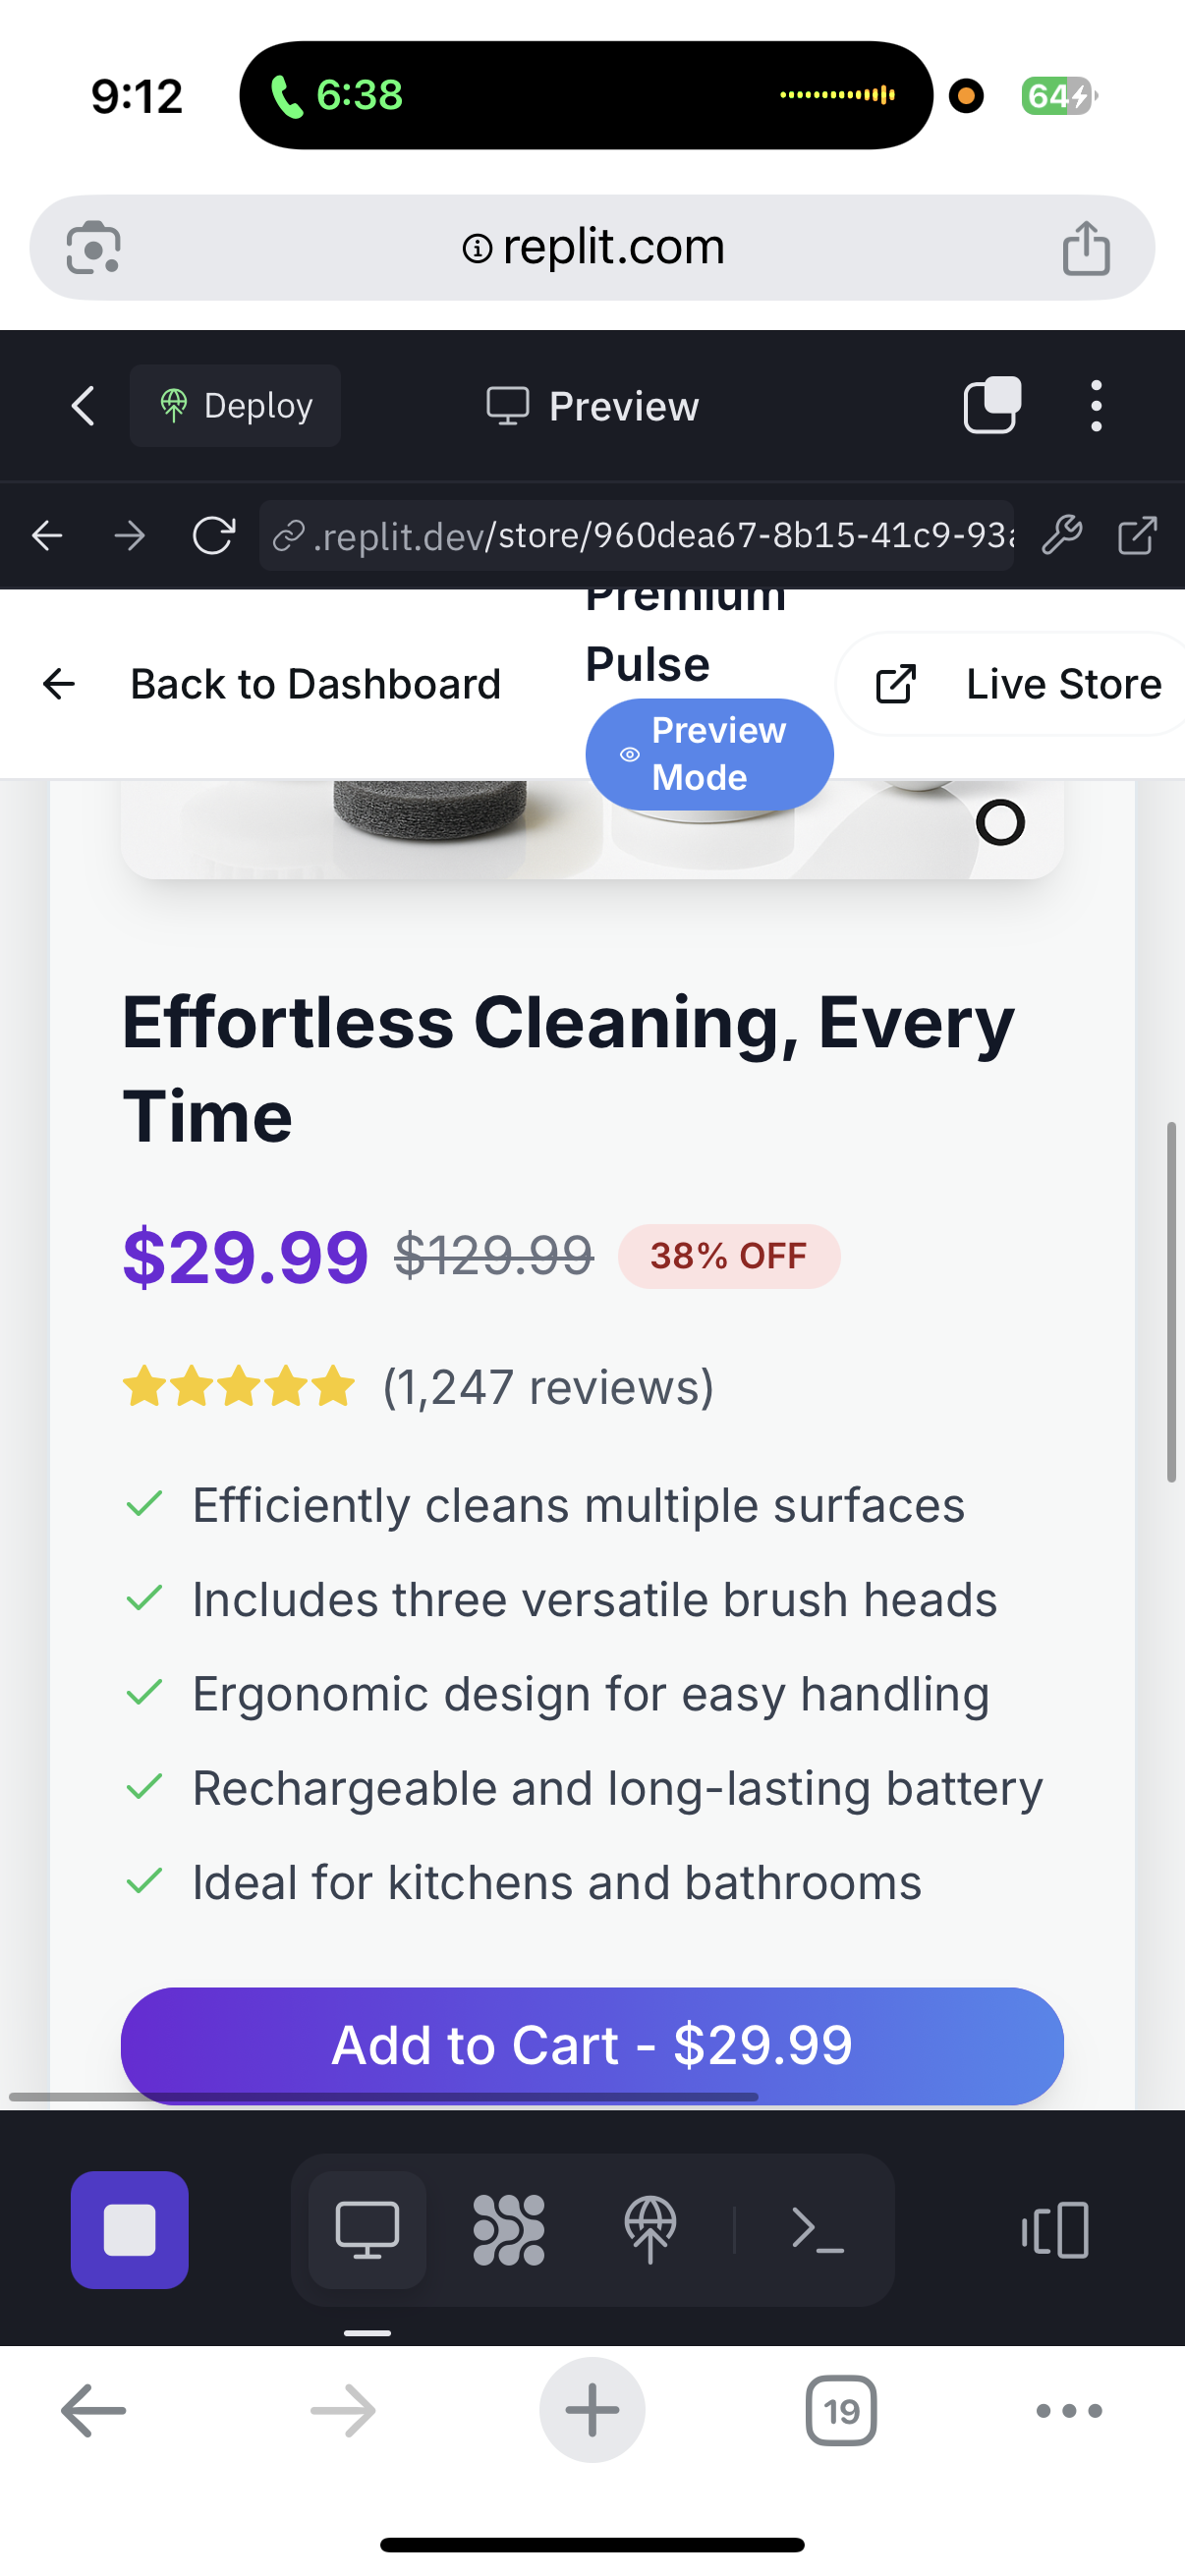 9:12
6:38
64
replit.com
Deploy
Preview
.replit.dev/store/960dea67-8b15-41c9-93a
Premium
Pulse
Back to Dashboard
Preview
Mode
Live Store
Effortless Cleaning, Every
Time
$29.99 $129.99 38% OFF
(1,247 reviews)
Efficiently cleans multiple surfaces
Includes three versatile brush heads
Ergonomic design for easy handling
Rechargeable and long-lasting battery
Ideal for kitchens and bathrooms
Add to Cart - $29.99
19